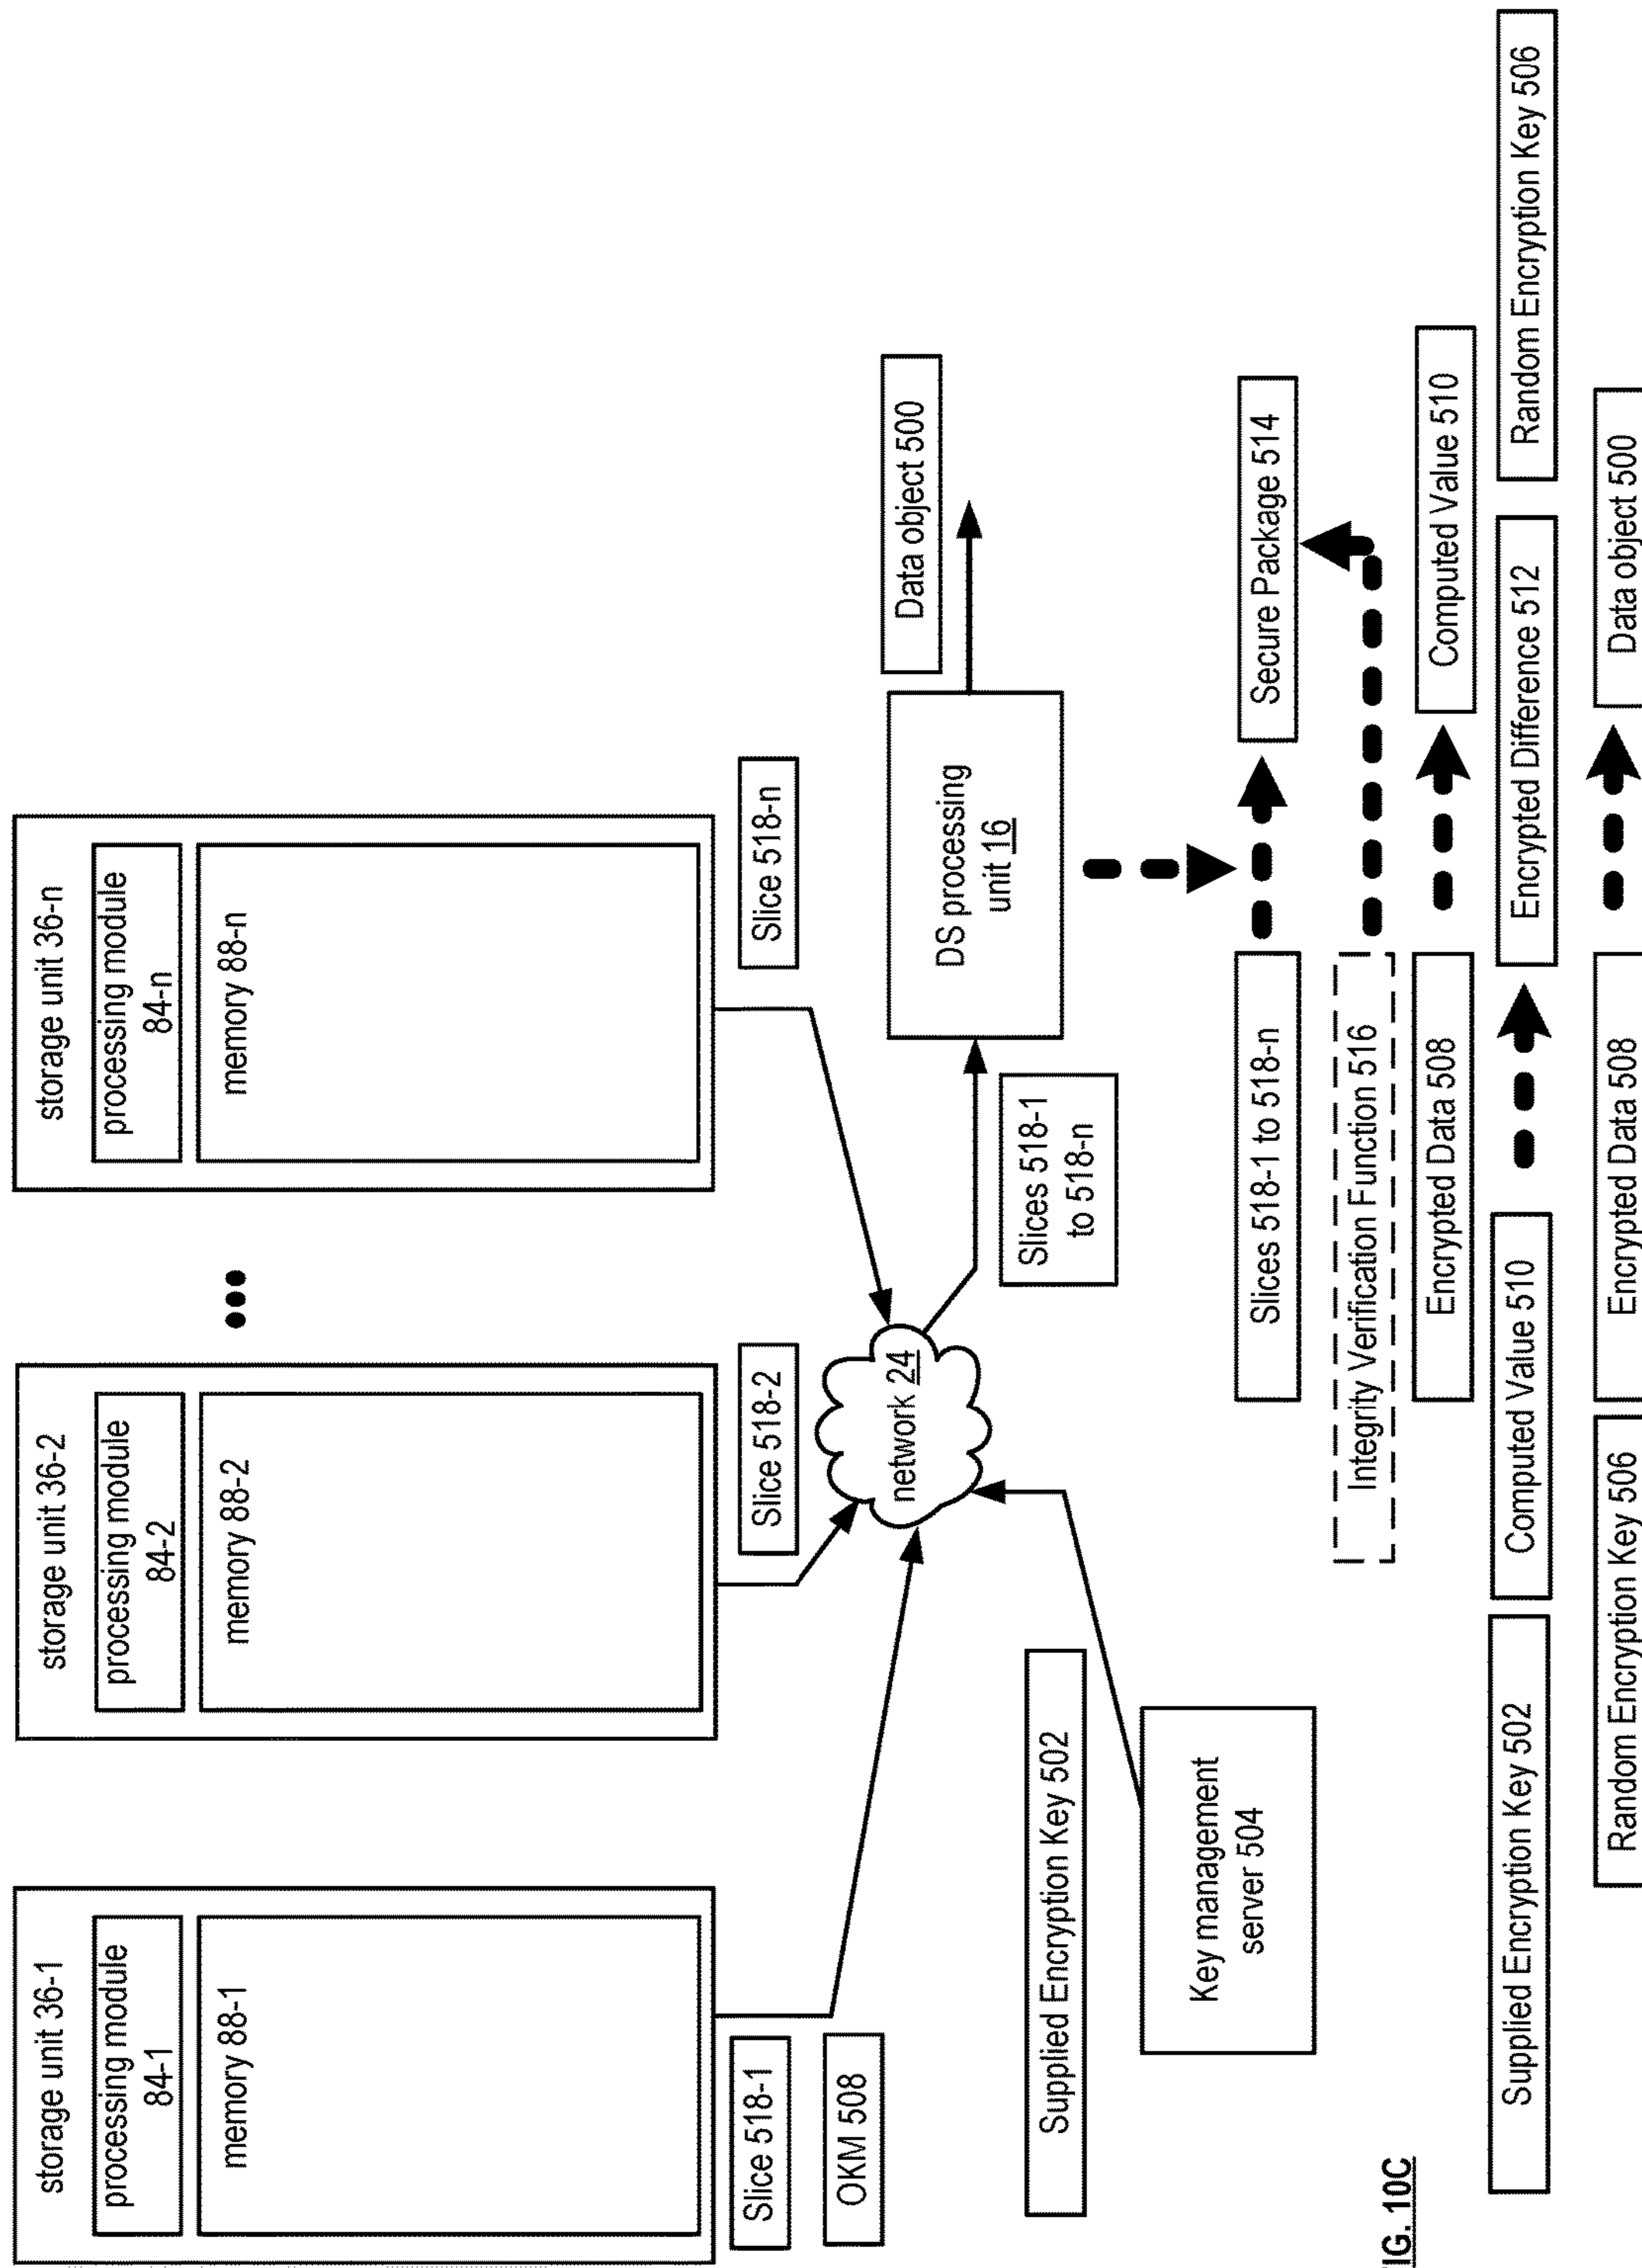 storage unit 36-1
processing module
84-1
memory 88-1
storage unit 36-2
processing module
84-2
memory 88-2
•••
storage unit 36-n
processing module
84-n
memory 88-n
Slice 518-1
OKM 508
Slice 518-2
Slice 518-n
network 24
Supplied Encryption Key 502
Key management
server 504
Slices 518-1
to 518-n
DS processing
unit 16
Data object 500
Slices 518-1 to 518-n
Secure Package 514
Integrity Verification Function 516
Encrypted Data 508
Computed Value 510
Supplied Encryption Key 502
Computed Value 510
Encrypted Difference 512
Random Encryption Key 506
Random Encryption Key 506
Encrypted Data 508
Data object 500
IG. 10C